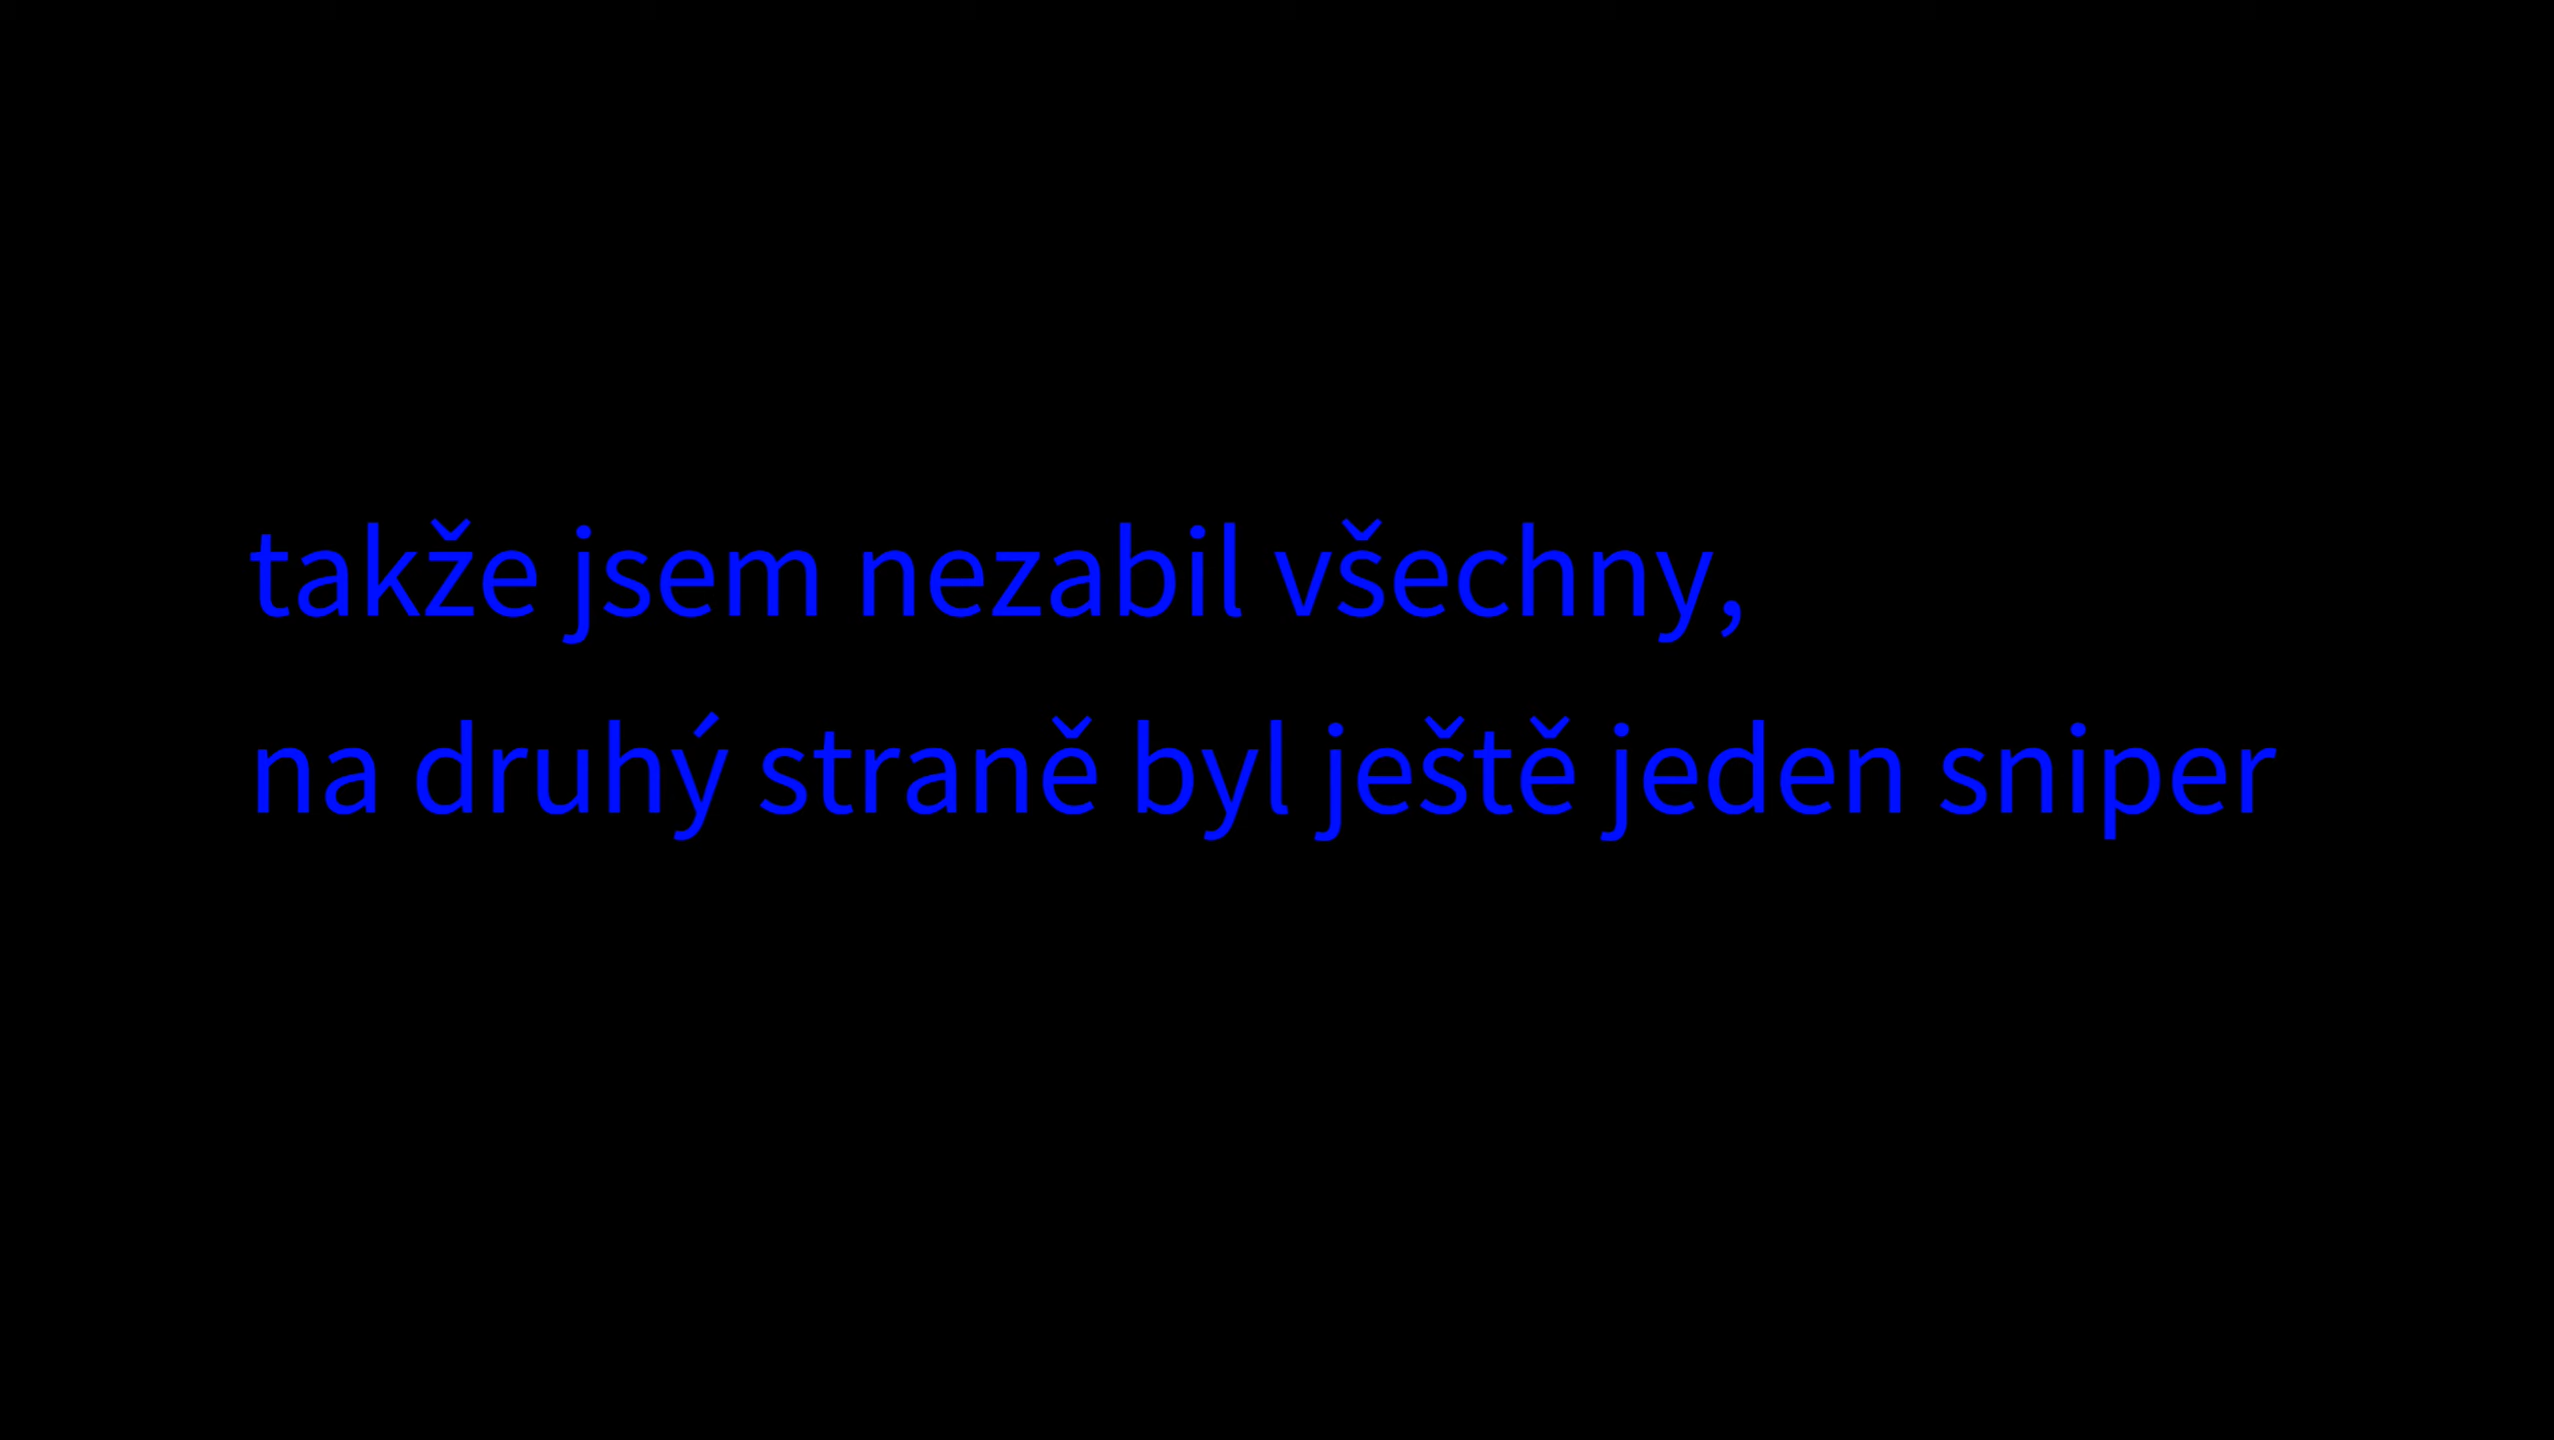 takže jsem nezabil všechny,
na druhý straně byl ještě jeden sniper